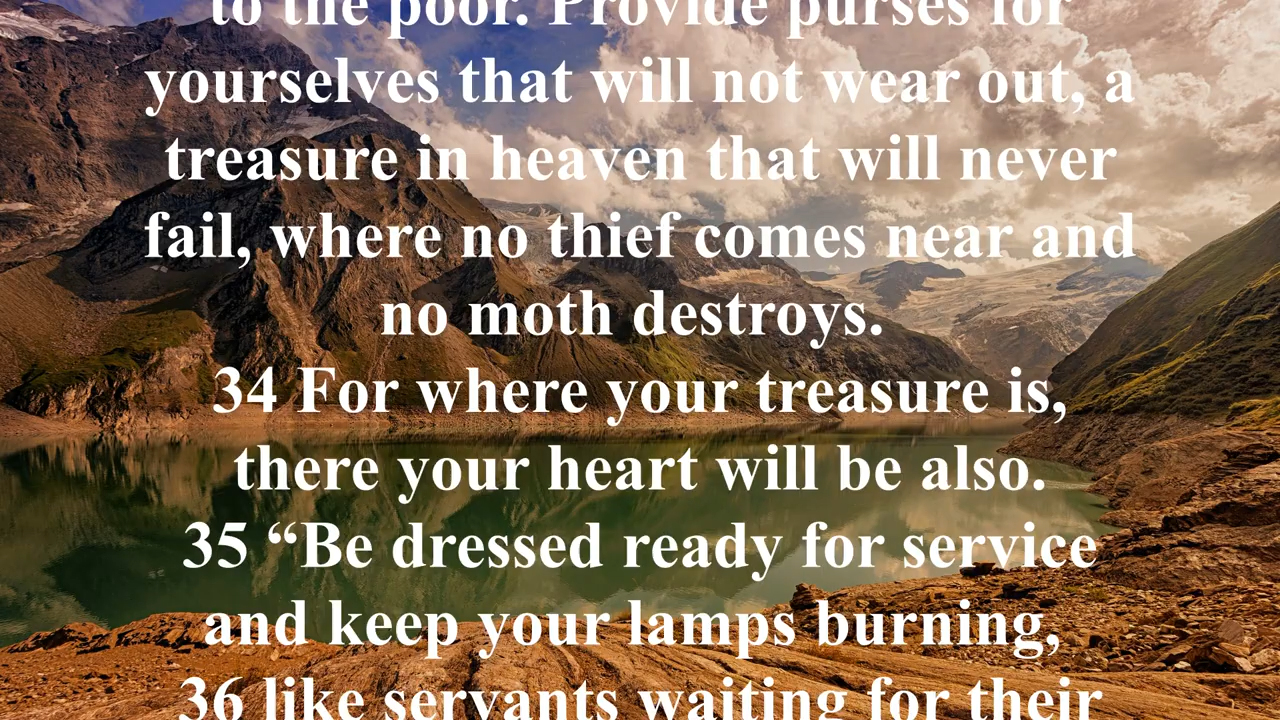 to the poor. Provide purses for
yourselves that will not wear out, a
treasure in heaven that will never
fail, where no thief comes near and
no moth destroys.
34 For where your treasure is,
there your heart will be also.
35 “Be dressed ready for service
and keep your lamps burning,
36 like servants waiting for their